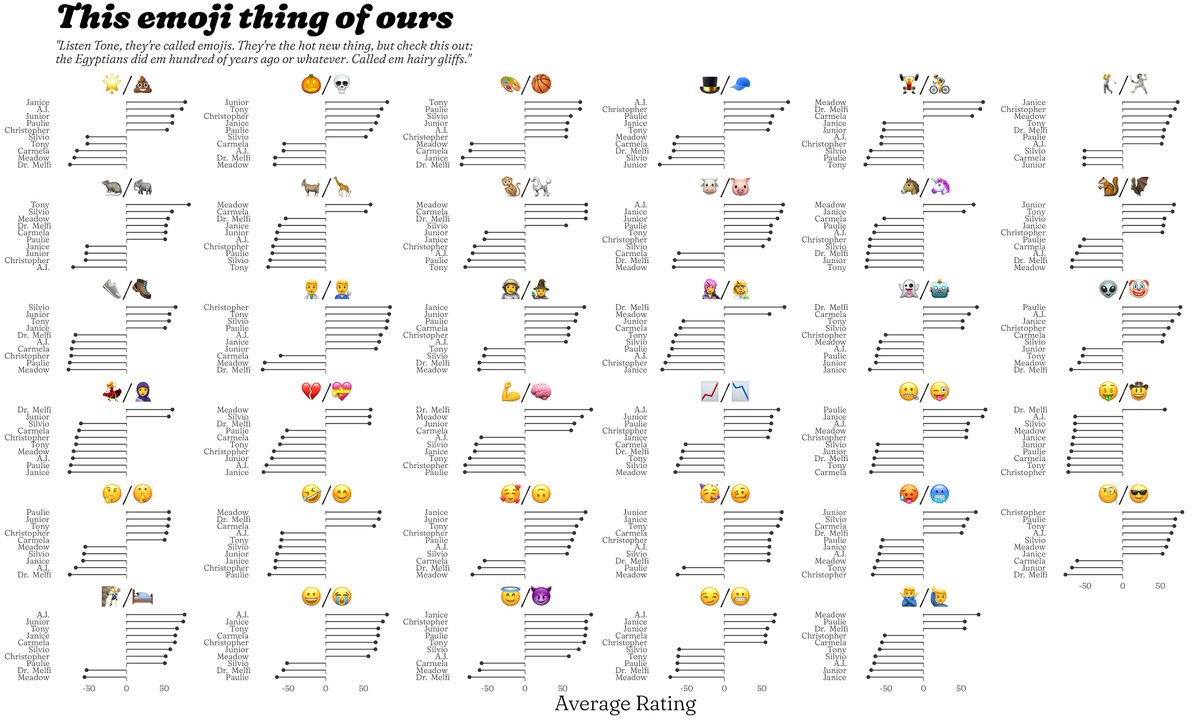 This emoji thing of ours
"Listen Tone, they're called emojis. They're the hot new thing, but check this out:
the Egyptians did em hundred of years ago or whatever. Called em hairy gliffs."
/
Janice
A.J.
Junior
Paulie
Christopher
Silvio
Tony
Carmela
Meadow
Dr. Melfi
/
Junior
Tony
Christopher
Janice
Paulie
Silvio
Carmela
A.J.
Dr. Melfi
Meadow
/
Tony
Paulie
Silvio
Junior
A.J.
Christopher
Meadow
Carmela
Janice
Dr. Melfi
/
A.J.
Christopher
Paulie
Janice
Tony
Meadow
Carmela
Dr. Melfi
Silvio
Junior
/
Meadow
Dr. Melfi
Carmela
Janice
Junior
A.J.
Christopher
Silvio
Paulie
Tony
/
Janice
Christopher
Meadow
Tony
Dr. Melfi
Paulie
A.J.
Silvio
Carmela
Junior
/
Tony
Silvio
Meadow
Dr. Melfi
Carmela
Paulie
Janice
Junior
Christopher
A.J.
/
Meadow
Carmela
Dr. Melfi
Janice
Junior
A.J.
Christopher
Paulie
Silvio
Tony
/
Meadow
Carmela
Dr. Melfi
Silvio
Junior
Janice
Christopher
A.J.
Paulie
Tony
/
A.J.
Janice
Junior
Paulie
Tony
Christopher
Silvio
Carmela
Dr. Melfi
Meadow
/
Meadow
Janice
Carmela
Silvio
Paulie
Christopher
A.J.
Dr. Melfi
Junior
Tony
/
Junior
Tony
Silvio
Christopher
Janice
Paulie
Carmela
A.J.
Dr. Melfi
Meadow
/
Silvio
Junior
Tony
Janice
Dr. Melfi
A.J.
Carmela
Christopher
Paulie
Meadow
/
Christopher
Tony
Silvio
Paulie
A.J.
Janice
Junior
Carmela
Meadow
Dr. Melfi
/
Janice
Junior
Paulie
Carmela
Christopher
A.J.
Tony
Silvio
Dr. Melfi
Meadow
/
Dr. Melfi
Meadow
Junior
Carmela
Tony
Silvio
Paulie
A.J.
Christopher
Janice
/
Dr. Melfi
Carmela
Tony
Silvio
Christopher
Meadow
A.J.
Paulie
Junior
Janice
/
Paulie
A.J.
Janice
Christopher
Carmela
Silvio
Junior
Tony
Meadow
Dr. Melfi
/
Dr. Melfi
Junior
Silvio
Carmela
Christopher
Tony
Meadow
A.J.
Paulie
Janice
/
Meadow
Silvio
Dr. Melfi
Paulie
Carmela
Tony
Christopher
Junior
A.J.
Janice
/
Dr. Melfi
Meadow
Junior
Carmela
A.J.
Silvio
Tony
Janice
Christopher
Paulie
/
A.J.
Junior
Paulie
Christopher
Janice
Carmela
Dr. Melfi
Tony
Silvio
Meadow
/
Paulie
A.J.
Silvio
Meadow
Christopher
Janice
Junior
Dr. Melfi
Tony
Carmela
/
Dr. Melfi
A.J.
Silvio
Meadow
Janice
Paulie
Junior
Carmela
Tony
Christopher
/
Paulie
Junior
Tony
Christopher
Carmela
Meadow
Silvio
Janice
A.J.
Dr. Melfi
/
Meadow
Dr. Melfi
Carmela
A.J.
Tony
Silvio
Junior
Janice
Christopher
Paulie
/
Janice
Junior
Tony
Christopher
Paulie
A.J.
Silvio
Carmela
Dr. Melfi
Meadow
/
Junior
Janice
Tony
Christopher
Silvio
A.J.
Carmela
Dr. Melfi
Paulie
Meadow
/
Junior
Silvio
Carmela
Dr. Melfi
Paulie
Janice
A.J.
Meadow
Tony
Christopher
/
Christopher
Paulie
Tony
A.J.
Silvio
Meadow
Janice
Carmela
Junior
Dr. Melfi
-50 0 50
/
A.J.
Junior
Tony
Janice
Carmela
Silvio
Christopher
Paulie
Dr. Melfi
Meadow
-50 0 50
/
A.J.
Janice
Tony
Carmela
Christopher
Junior
Meadow
Silvio
Dr. Melfi
Paulie
-50 0 50
/
Janice
Christopher
Junior
Paulie
Tony
Silvio
A.J.
Carmela
Meadow
Dr. Melfi
-50 0 50
/
A.J.
Junior
Dr. Melfi
Carmela
Christopher
Silvio
Tony
Paulie
Janice
Meadow
-50 0 50
/
Meadow
Paulie
Dr. Melfi
Carmela
Tony
Silvio
Christopher
A.J.
Junior
Janice
-50 0 50
Average Rating